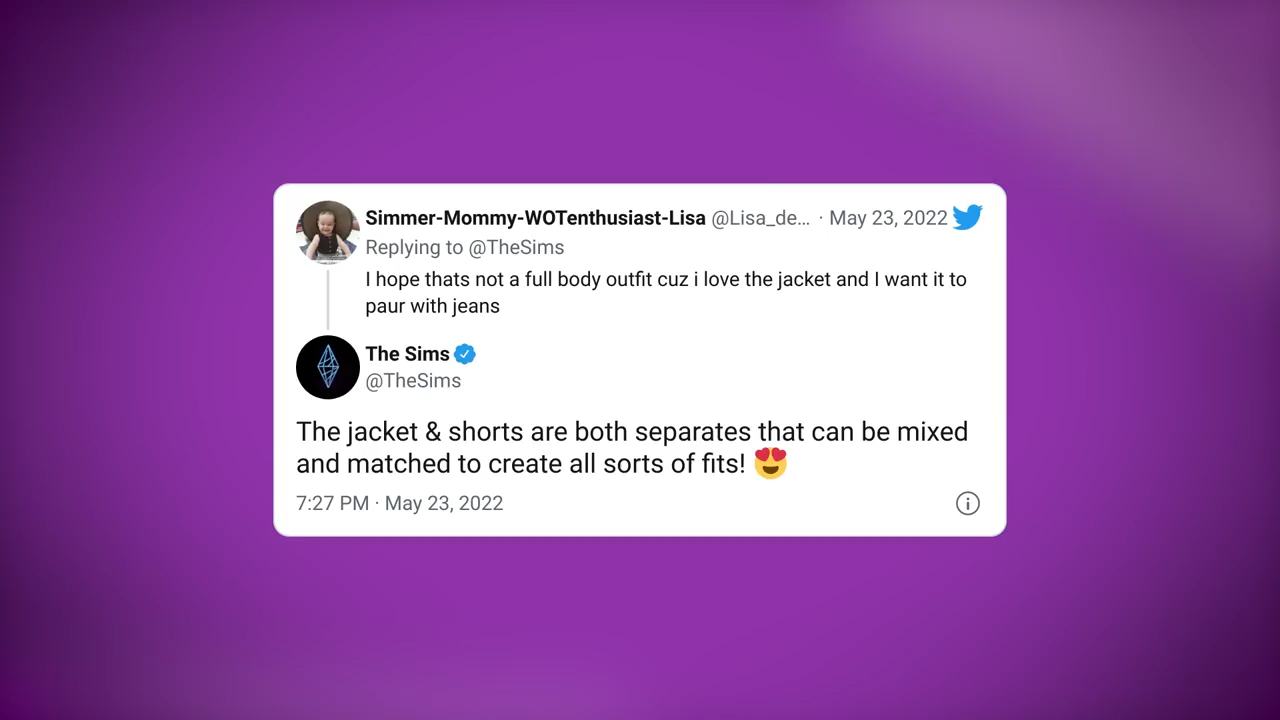 Simmer-Mommy-WOTenthusiast-Lisa @Lisa_de... · May 23, 2022
Replying to @TheSims
I hope thats not a full body outfit cuz i love the jacket and I want it to
paur with jeans
The Sims
@TheSims
The jacket & shorts are both separates that can be mixed
and matched to create all sorts of fits! 😍
7:27 PM · May 23, 2022